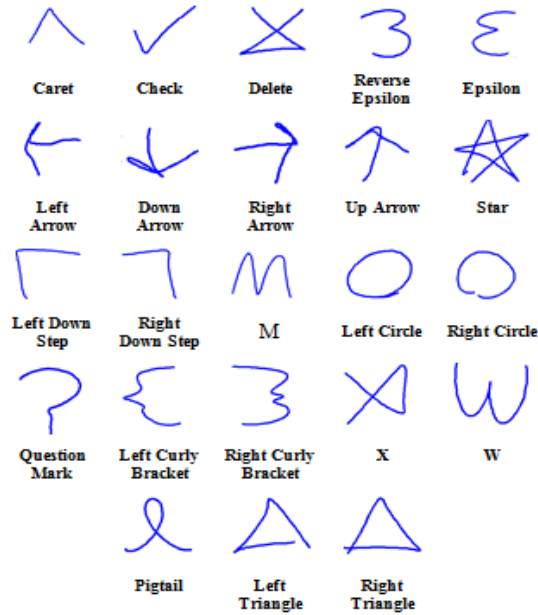 Caret
Check
Delete
Reverse
Epsilon
Epsilon
Left
Arrow
Down
Arrow
Right
Arrow
Up Arrow
Star
Left Down
Step
Right
Down Step
M
Left Circle
Right Circle
Question
Mark
Left Curly
Bracket
Right Curly
Bracket
X
W
Pigtail
Left
Triangle
Right
Triangle